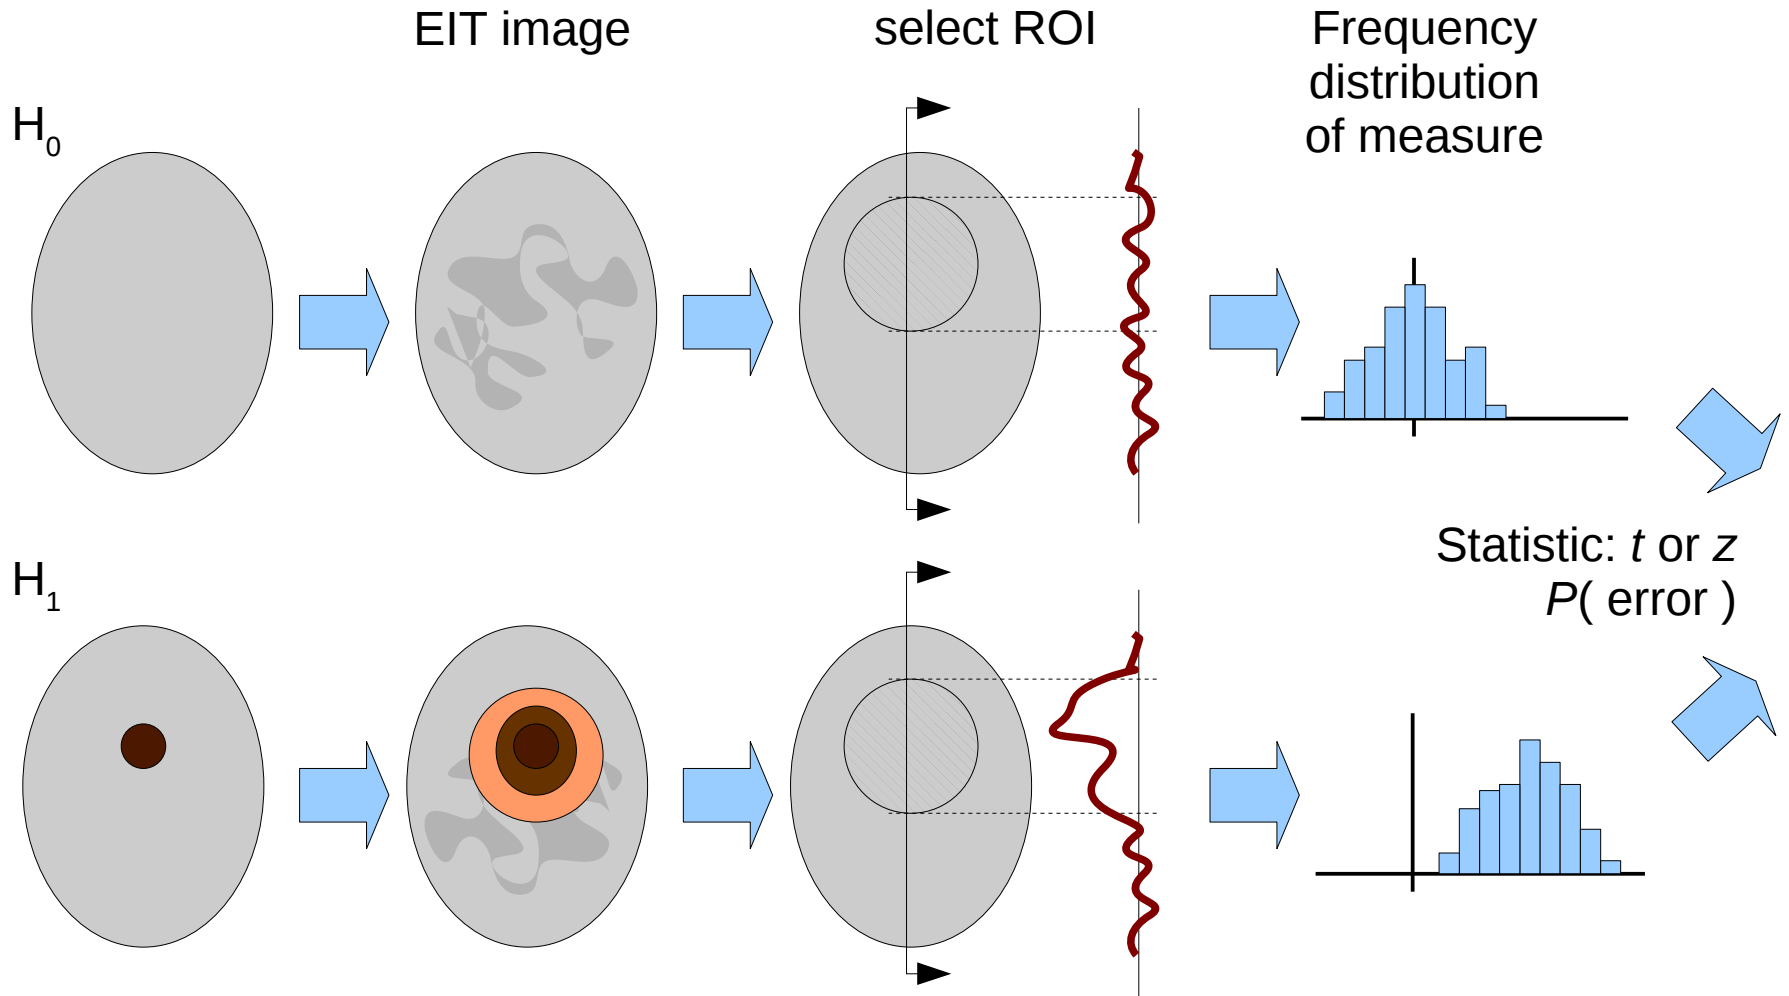 EIT image
select ROI
Frequency
distribution
of measure
H₀
H₁
Statistic: t or z
P( error )